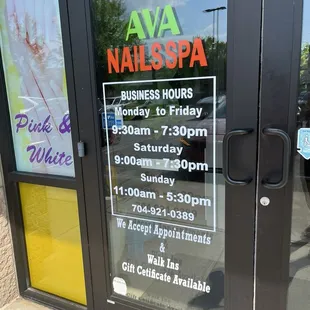 AVA
NAILSSPA
BUSINESS HOURS
Monday to Friday
9:30am - 7:30pm
Saturday
9:00am - 7:30pm
Sunday
11:00am - 5:30pm
704-921-0389
We Accept Appointments
&
Walk Ins
Gift Cetificate Available
Pink &
White